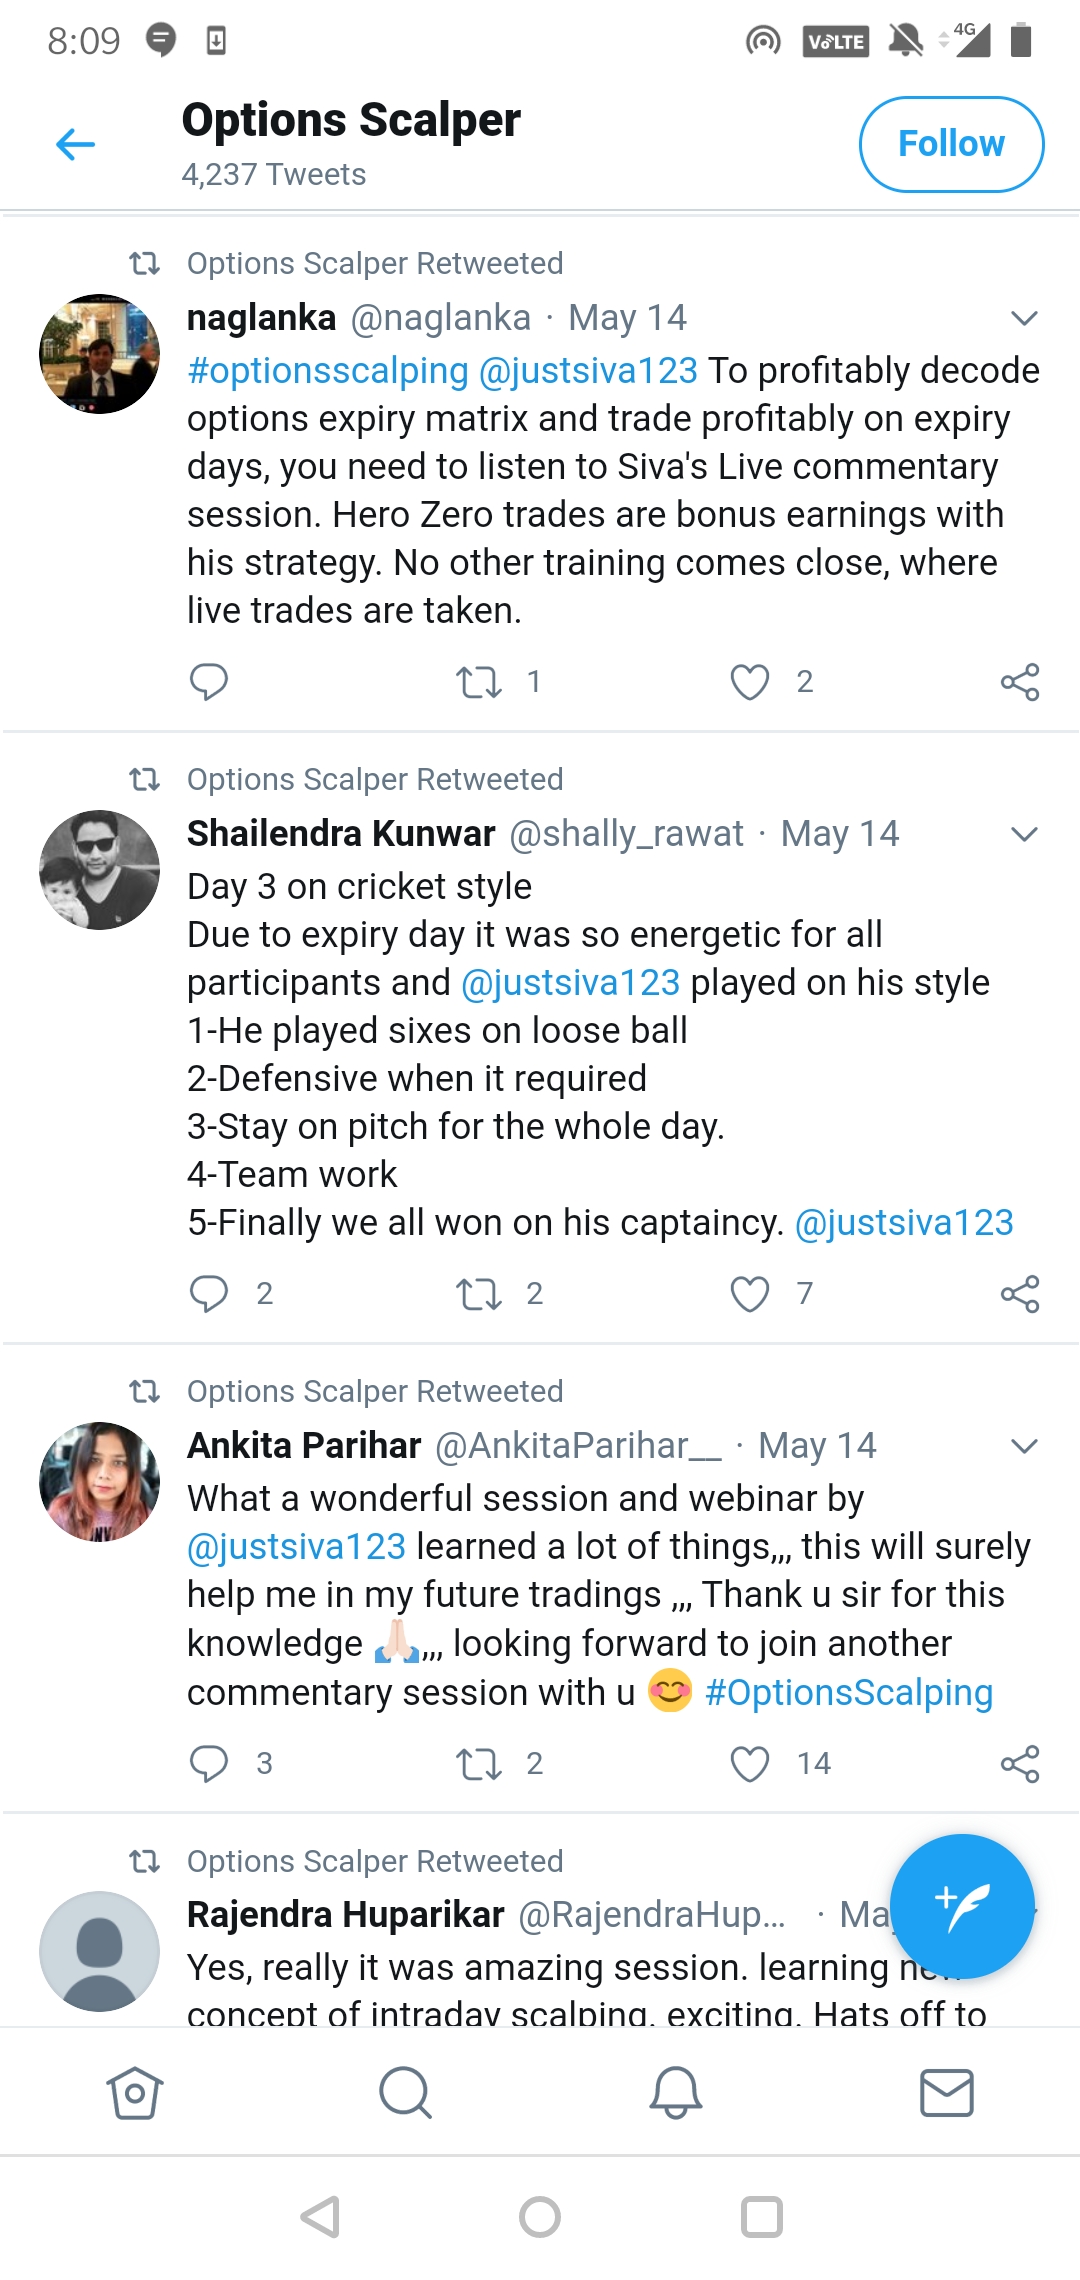 8:09
VoLTE 4G
Options Scalper
4,237 Tweets
Follow
Options Scalper Retweeted
naglanka @naglanka · May 14
#optionsscalping @justsiva123 To profitably decode
options expiry matrix and trade profitably on expiry
days, you need to listen to Siva's Live commentary
session. Hero Zero trades are bonus earnings with
his strategy. No other training comes close, where
live trades are taken.
1 2
Options Scalper Retweeted
Shailendra Kunwar @shally_rawat · May 14
Day 3 on cricket style
Due to expiry day it was so energetic for all
participants and @justsiva123 played on his style
1-He played sixes on loose ball
2-Defensive when it required
3-Stay on pitch for the whole day.
4-Team work
5-Finally we all won on his captaincy. @justsiva123
2 2 7
Options Scalper Retweeted
Ankita Parihar @AnkitaParihar__ · May 14
What a wonderful session and webinar by
@justsiva123 learned a lot of things,,, this will surely
help me in my future tradings ,,, Thank u sir for this
knowledge 🙏🏻,,, looking forward to join another
commentary session with u 😊 #OptionsScalping
3 2 14
Options Scalper Retweeted
Rajendra Huparikar @RajendraHup... · Ma
Yes, really it was amazing session. learning
concept of intraday scalping. exciting. Hats off to